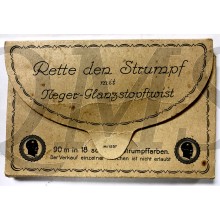 Rette den Strumpf
mit
Neger-Glanzstopftwist
90 m in 18 Strumpffarben.
Der Verkauf einzelner ist nicht erlaubt